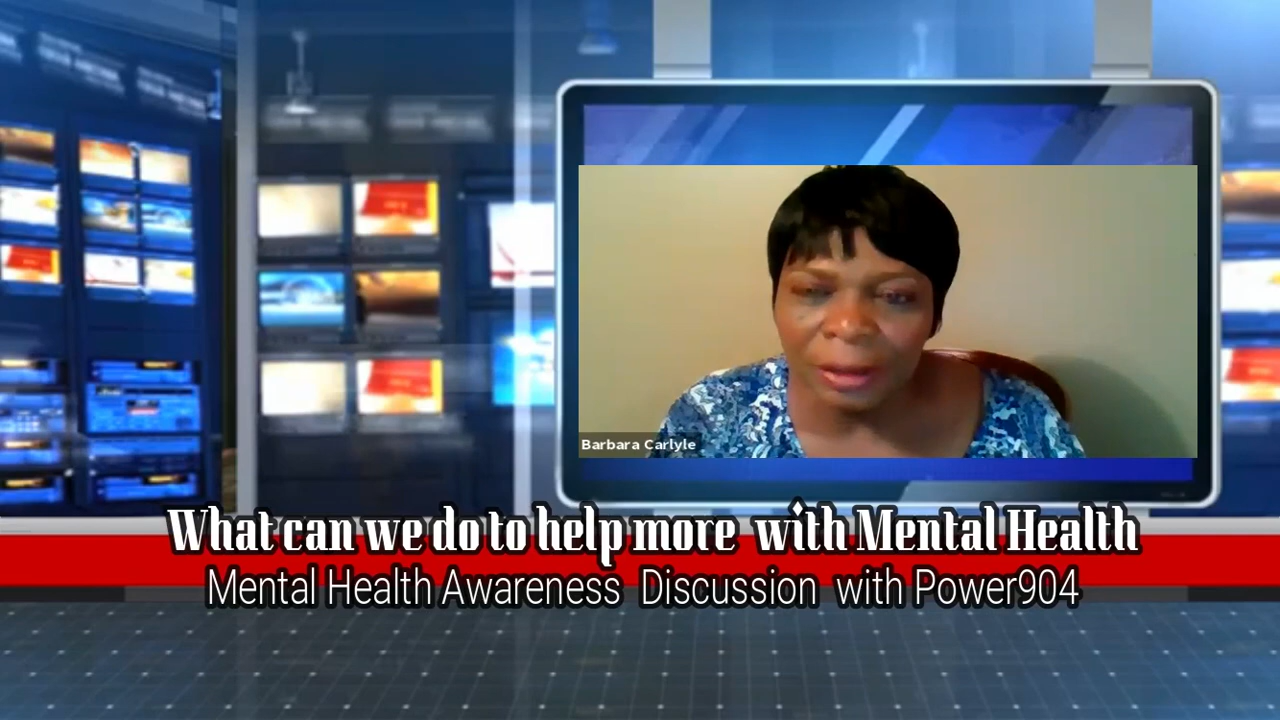 Barbara Carlyle
What can we do to help more with Mental Health
Mental Health Awareness Discussion with Power904